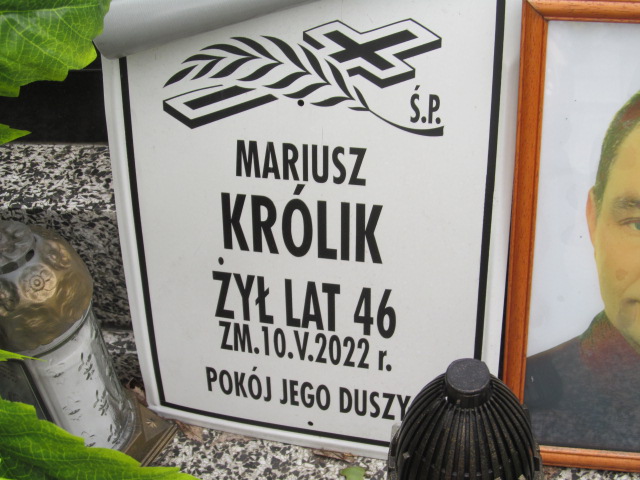 Ś.P.
MARIUSZ
KRÓLIK
ŻYŁ LAT 46
ZM.10.V.2022 r.
POKÓJ JEGO DUSZY